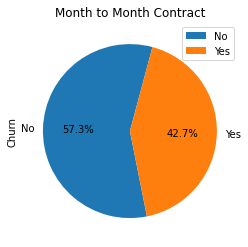 Month to Month Contract
No
Yes
Churn
No
57.3%
42.7%
Yes